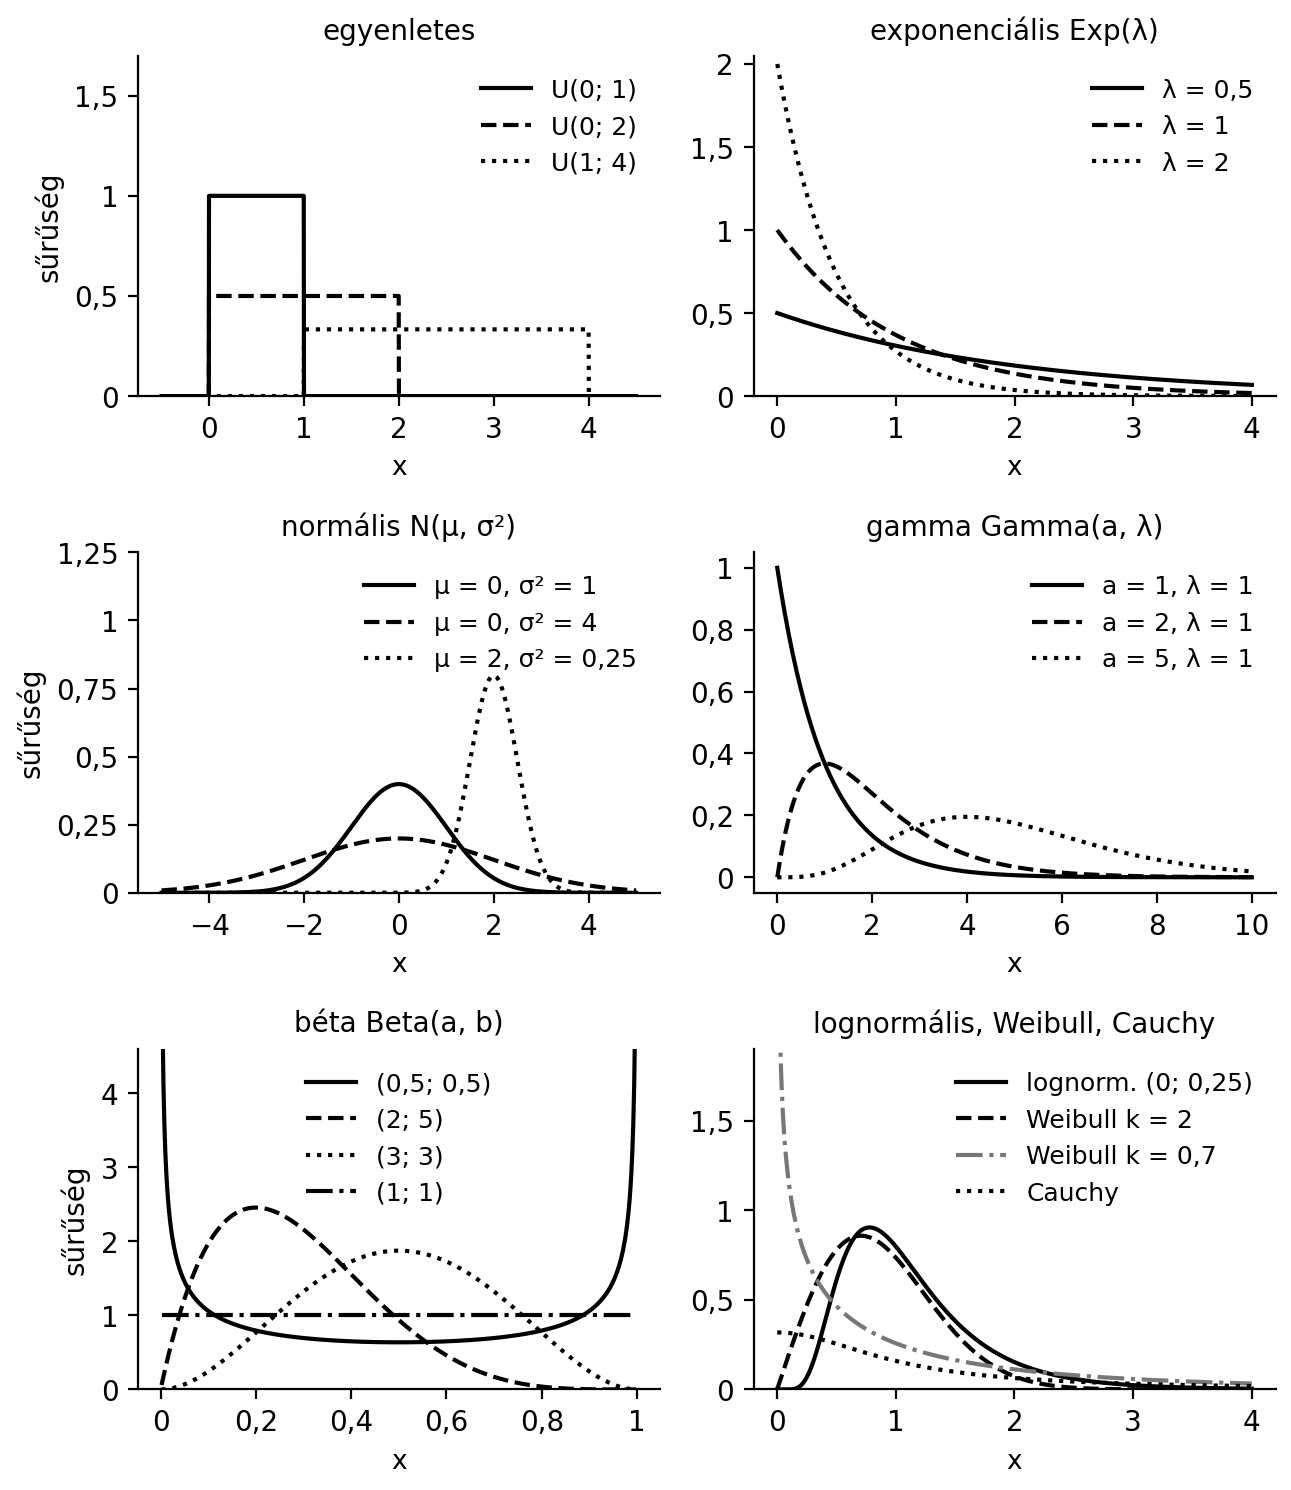 egyenletes
U(0; 1)
U(0; 2)
U(1; 4)
sűrűség
1,5
1
0,5
0
0 1 2 3 4
x
exponenciális Exp(λ)
λ = 0,5
λ = 1
λ = 2
2
1,5
1
0,5
0
0 1 2 3 4
x
normális N(μ, σ²)
μ = 0, σ² = 1
μ = 0, σ² = 4
μ = 2, σ² = 0,25
sűrűség
1,25
1
0,75
0,5
0,25
0
−4 −2 0 2 4
x
gamma Gamma(a, λ)
a = 1, λ = 1
a = 2, λ = 1
a = 5, λ = 1
1
0,8
0,6
0,4
0,2
0
0 2 4 6 8 10
x
béta Beta(a, b)
(0,5; 0,5)
(2; 5)
(3; 3)
(1; 1)
sűrűség
4
3
2
1
0
0 0,2 0,4 0,6 0,8 1
x
lognormális, Weibull, Cauchy
lognorm. (0; 0,25)
Weibull k = 2
Weibull k = 0,7
Cauchy
1,5
1
0,5
0
0 1 2 3 4
x